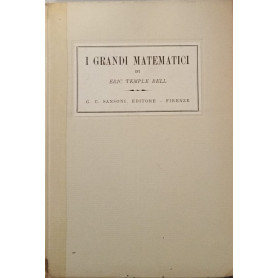 I GRANDI MATEMATICI
DI
ERIC TEMPLE BELL
G. C. SANSONI, EDITORE - FIRENZE